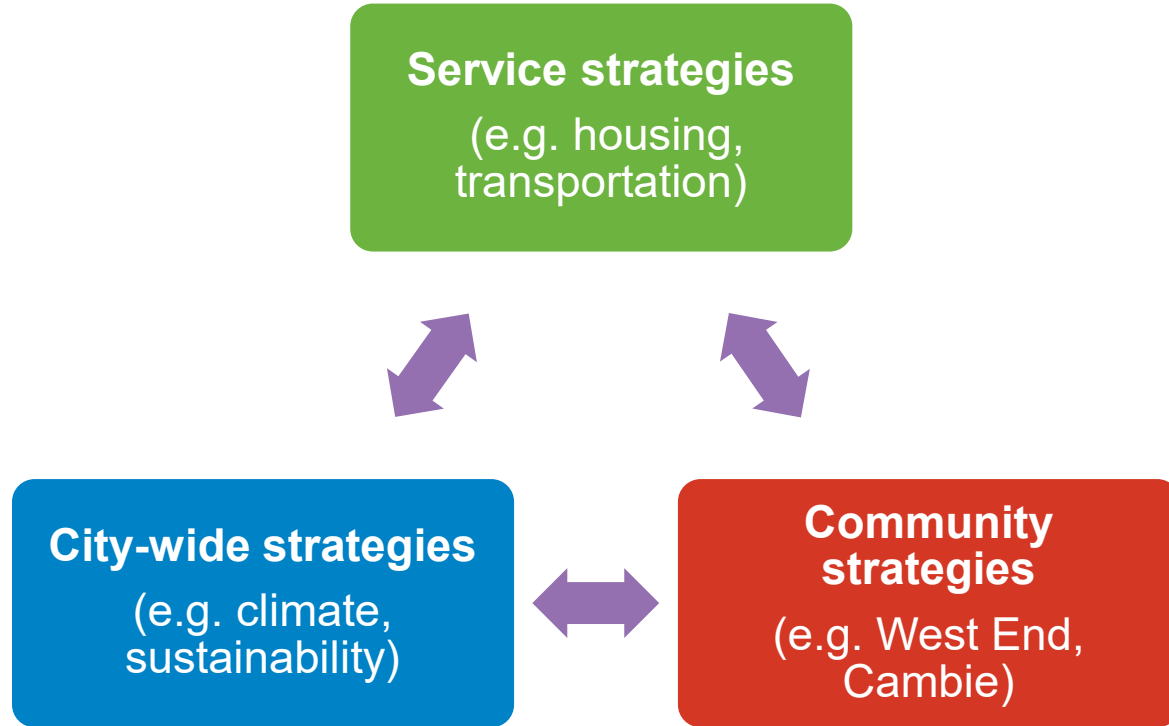 Service strategies
(e.g. housing,
transportation)
City-wide strategies
(e.g. climate,
sustainability)
Community
strategies
(e.g. West End,
Cambie)